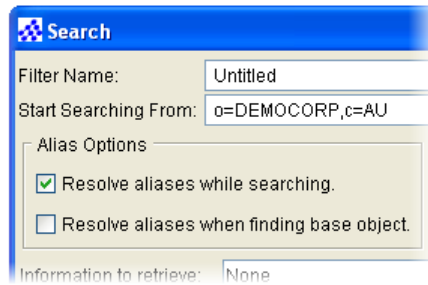 Search
Filter Name: Untitled
Start Searching From: o=DEMOCORP,c=AU
Alias Options
Resolve aliases while searching.
Resolve aliases when finding base object.
Information to retrieve: None